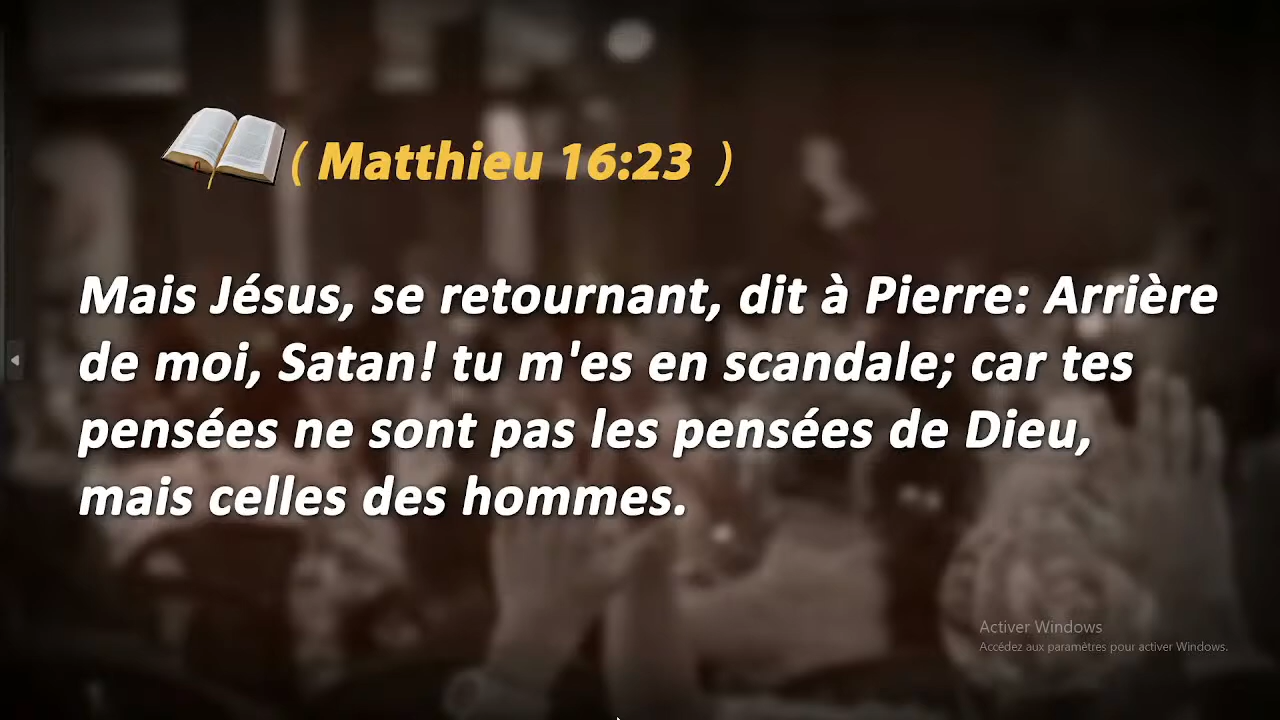 ( Matthieu 16:23 )
Mais Jésus, se retournant, dit à Pierre: Arrière
de moi, Satan! tu m'es en scandale; car tes
pensées ne sont pas les pensées de Dieu,
mais celles des hommes.
Activer Windows
Accédez aux paramètres pour activer Windows.